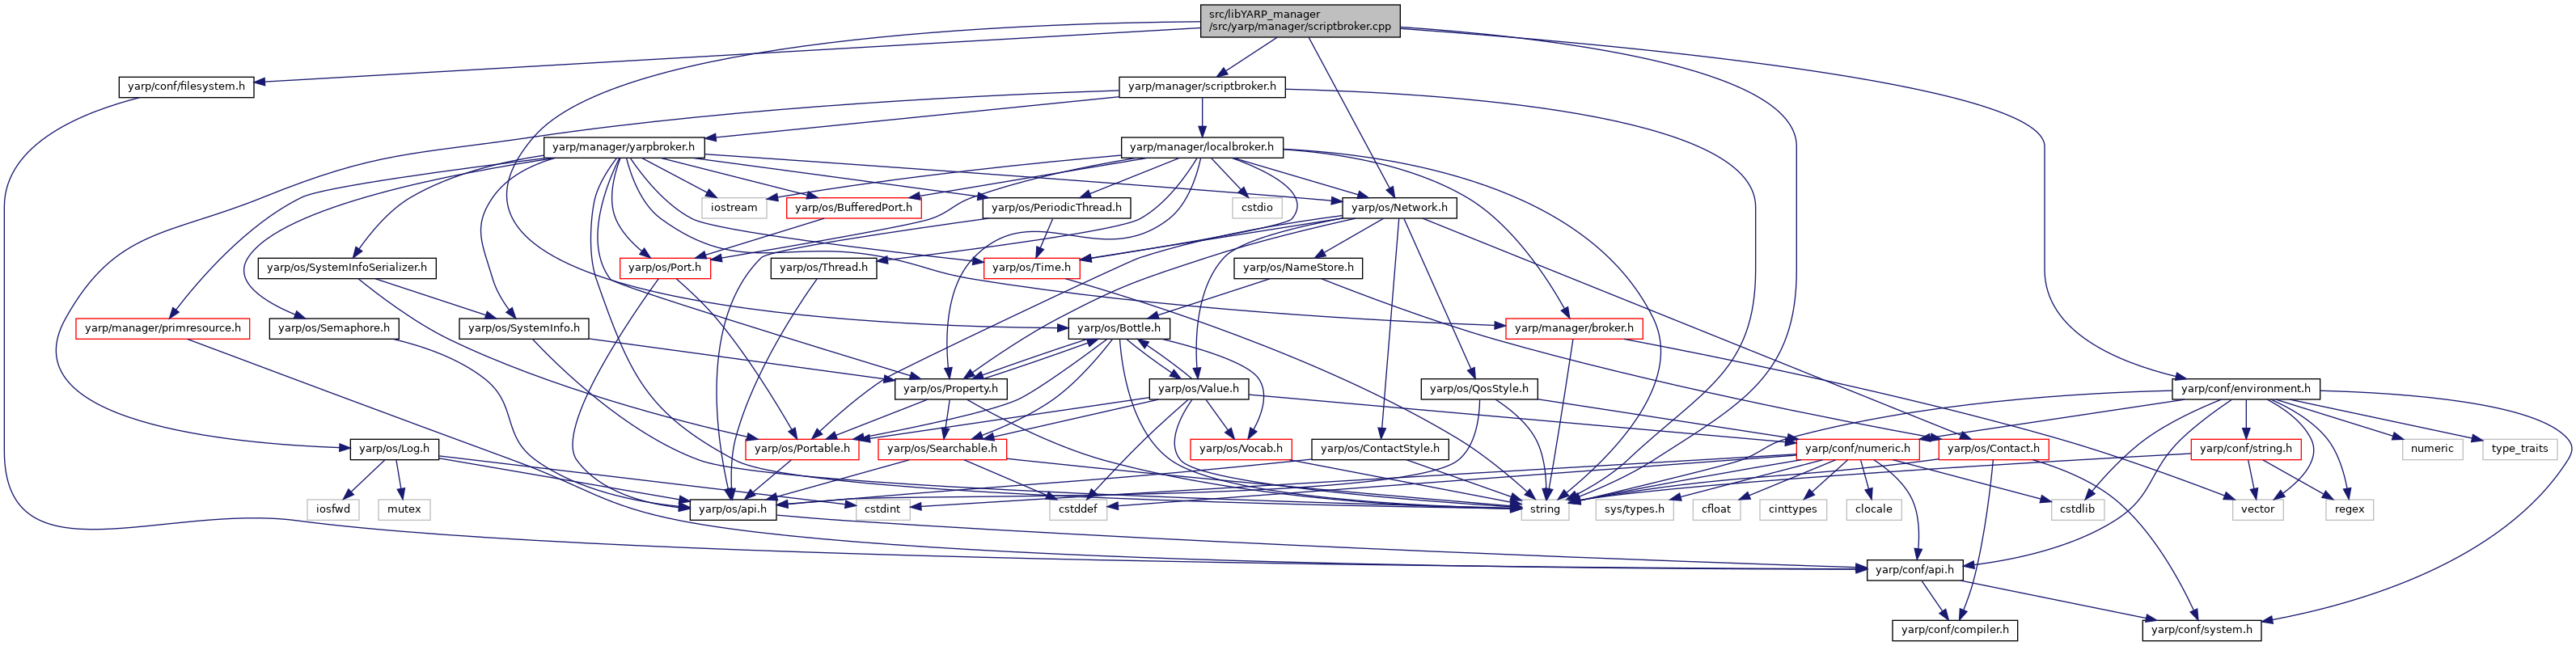 src/libYARP_manager
/src/yarp/manager/scriptbroker.cpp
yarp/conf/filesystem.h
yarp/manager/scriptbroker.h
yarp/manager/yarpbroker.h
yarp/manager/localbroker.h
iostream
yarp/os/BufferedPort.h
yarp/os/PeriodicThread.h
cstdio
yarp/os/Network.h
yarp/os/SystemInfoSerializer.h
yarp/os/Port.h
yarp/os/Thread.h
yarp/os/Time.h
yarp/os/NameStore.h
yarp/manager/primresource.h
yarp/os/Semaphore.h
yarp/os/SystemInfo.h
yarp/os/Bottle.h
yarp/manager/broker.h
yarp/os/Property.h
yarp/os/Value.h
yarp/os/QosStyle.h
yarp/conf/environment.h
yarp/os/Log.h
yarp/os/Portable.h
yarp/os/Searchable.h
yarp/os/Vocab.h
yarp/os/ContactStyle.h
yarp/conf/numeric.h
yarp/os/Contact.h
yarp/conf/string.h
numeric
type_traits
iosfwd
mutex
yarp/os/api.h
cstdint
cstddef
string
sys/types.h
cfloat
cinttypes
clocale
cstdlib
vector
regex
yarp/conf/api.h
yarp/conf/compiler.h
yarp/conf/system.h